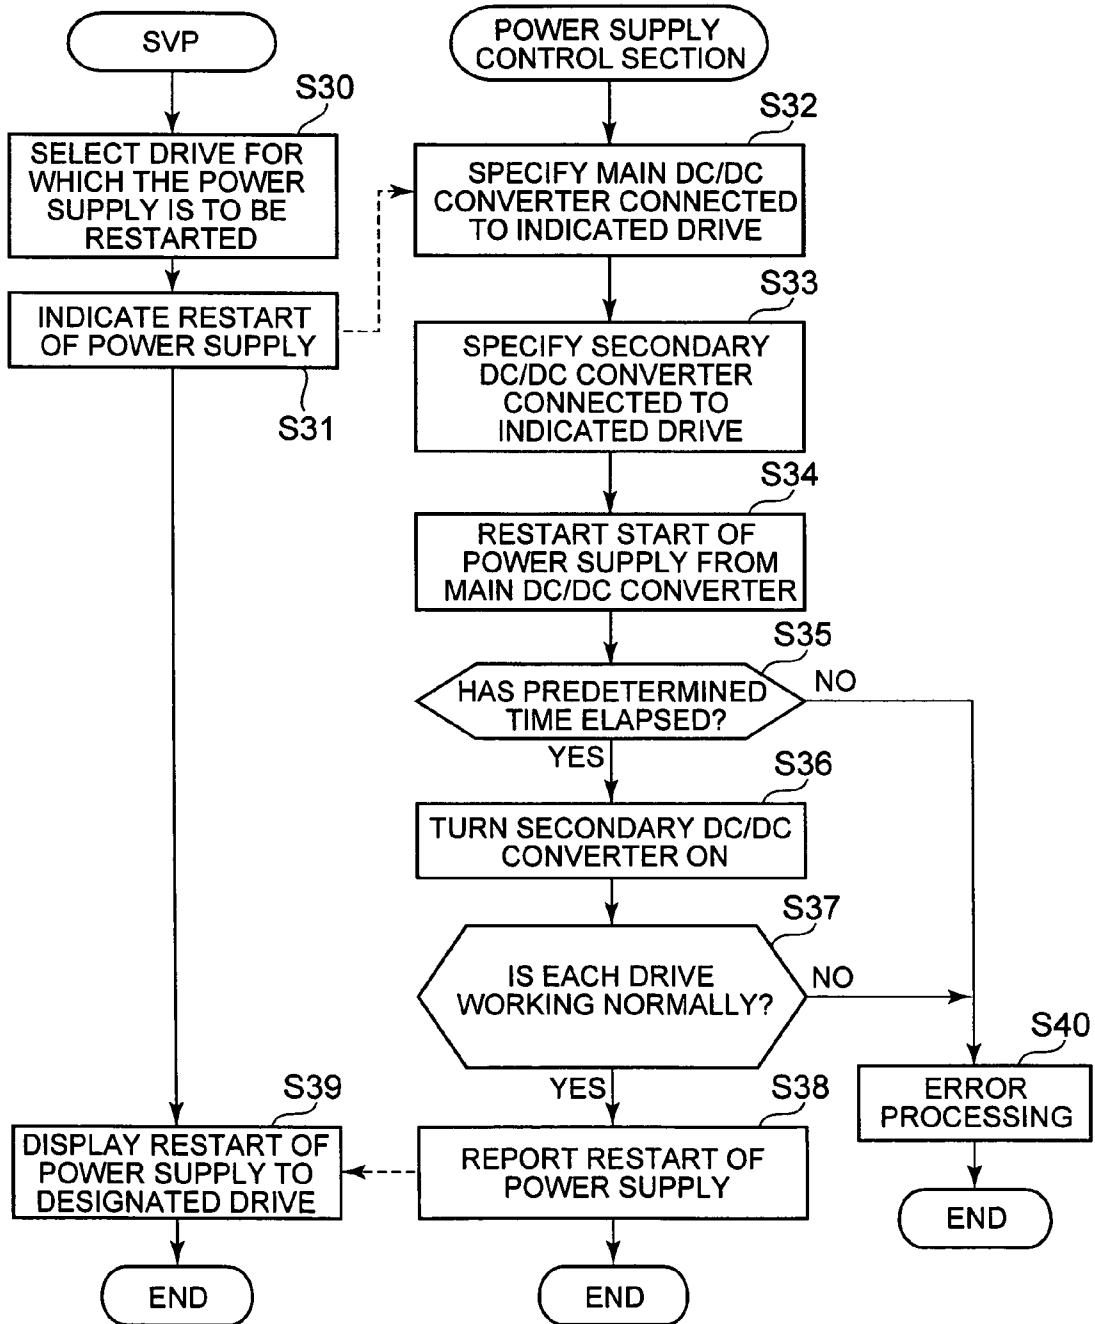 SVP
S30
SELECT DRIVE FOR
WHICH THE POWER
SUPPLY IS TO BE
RESTARTED
INDICATE RESTART
OF POWER SUPPLY
S31
POWER SUPPLY
CONTROL SECTION
S32
SPECIFY MAIN DC/DC
CONVERTER CONNECTED
TO INDICATED DRIVE
S33
SPECIFY SECONDARY
DC/DC CONVERTER
CONNECTED TO
INDICATED DRIVE
S34
RESTART START OF
POWER SUPPLY FROM
MAIN DC/DC CONVERTER
S35
HAS PREDETERMINED
TIME ELAPSED?
NO
YES
S36
TURN SECONDARY DC/DC
CONVERTER ON
S37
IS EACH DRIVE
WORKING NORMALLY?
NO
YES
S38
REPORT RESTART OF
POWER SUPPLY
END
S39
DISPLAY RESTART OF
POWER SUPPLY TO
DESIGNATED DRIVE
END
S40
ERROR
PROCESSING
END